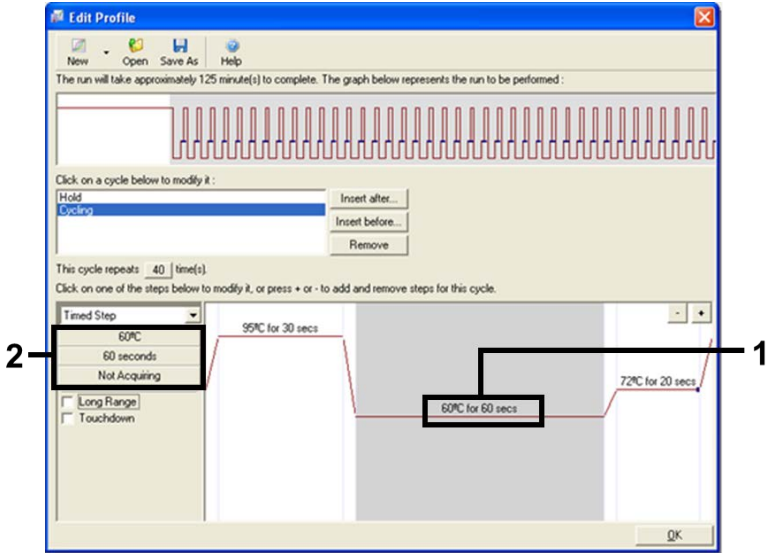 Edit Profile
New Open Save As Help
The run will take approximately 125 minute(s) to complete. The graph below represents the run to be performed :
Click on a cycle below to modify it :
Hold
Cycling
Insert after...
Insert before...
Remove
This cycle repeats 40 time(s).
Click on one of the steps below to modify it, or press + or - to add and remove steps for this cycle.
Timed Step
- +
60ºC
60 seconds
Not Acquiring
Long Range
Touchdown
95ºC for 30 secs
60ºC for 60 secs
72ºC for 20 secs
OK
1
2